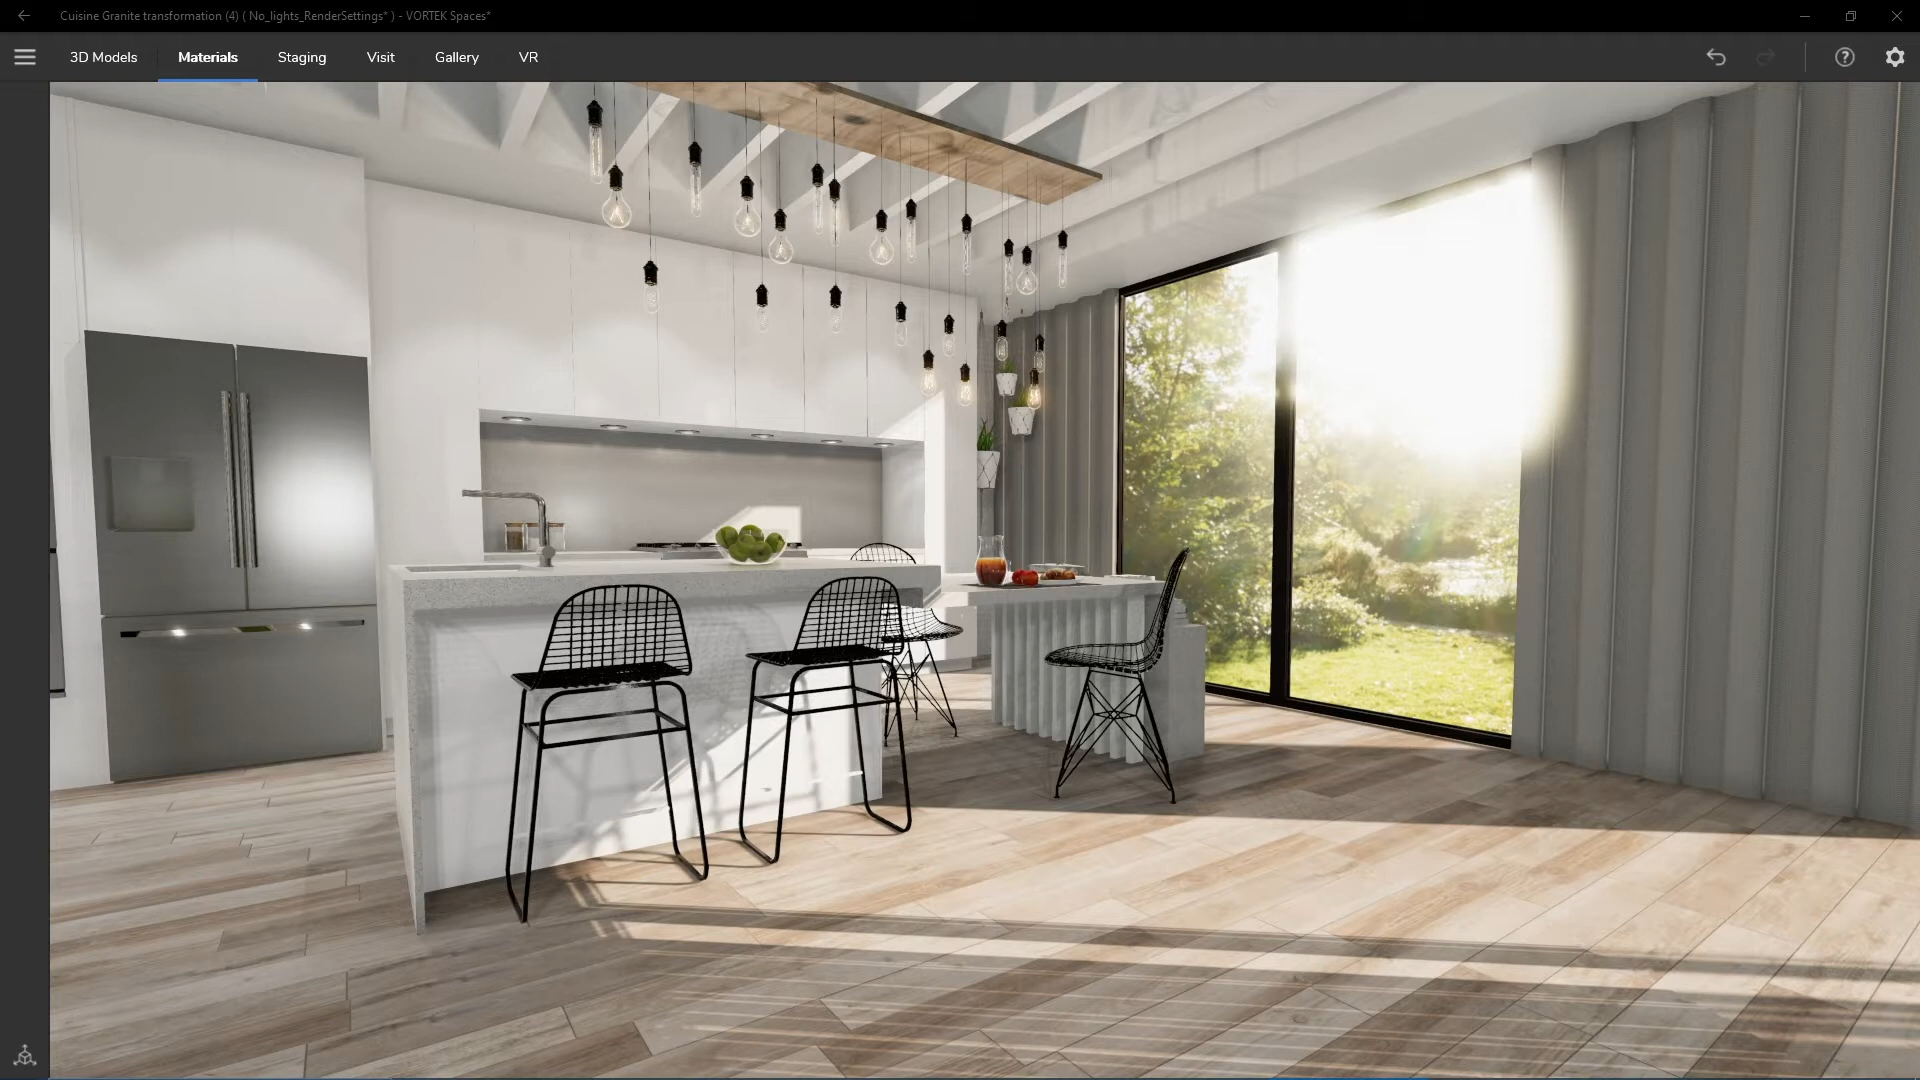 Cuisine Granite transformation (4) ( No_lights_RenderSettings* ) - VORTEK Spaces*
3D Models Materials Staging Visit Gallery VR